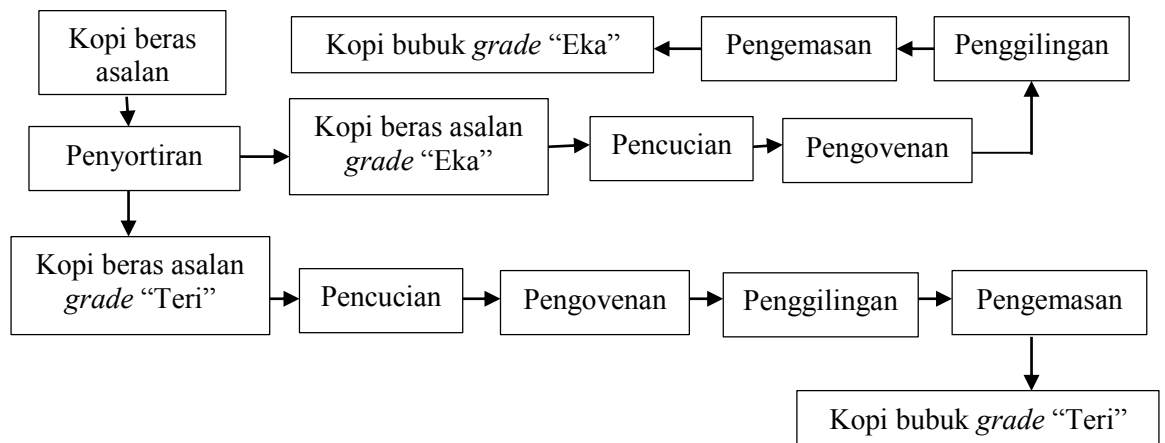 Kopi beras
asalan
Penyortiran
Kopi beras asalan
grade “Eka”
Pencucian
Pengovenan
Penggilingan
Pengemasan
Kopi bubuk grade “Eka”
Kopi beras asalan
grade “Teri”
Pencucian
Pengovenan
Penggilingan
Pengemasan
Kopi bubuk grade “Teri”